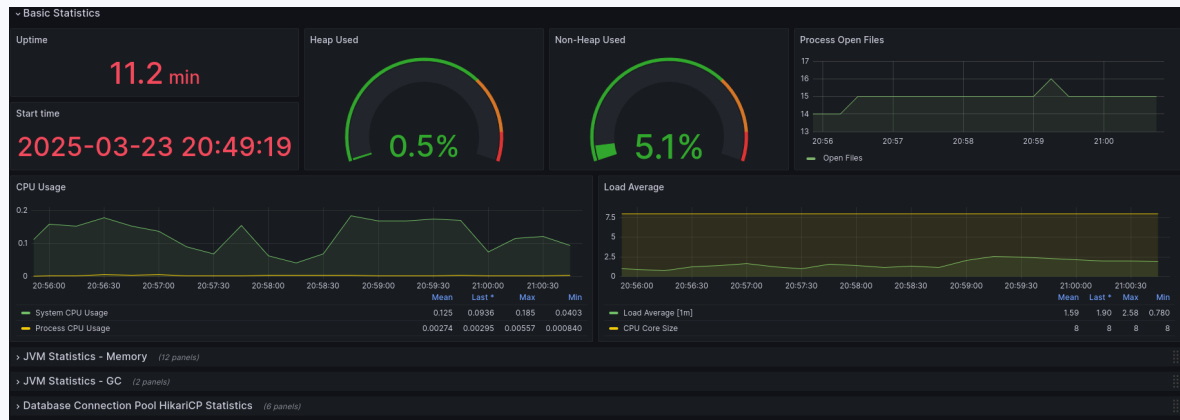 Basic Statistics
Uptime
11.2 min
Start time
2025-03-23 20:49:19
Heap Used
0.5%
Non-Heap Used
5.1%
Process Open Files
17
16
15
14
13
20:56 20:57 20:58 20:59 21:00
Open Files
CPU Usage
0.2
0.1
0
20:56:00 20:56:30 20:57:00 20:57:30 20:58:00 20:58:30 20:59:00 20:59:30 21:00:00 21:00:30
Mean Last * Max Min
System CPU Usage 0.125 0.0936 0.185 0.0403
Process CPU Usage 0.00274 0.00295 0.00557 0.000840
Load Average
7.5
5
2.5
0
20:56:00 20:56:30 20:57:00 20:57:30 20:58:00 20:58:30 20:59:00 20:59:30 21:00:00 21:00:30
Mean Last * Max Min
Load Average [1m] 1.59 1.90 2.58 0.780
CPU Core Size 8 8 8 8
JVM Statistics - Memory (12 panels)
JVM Statistics - GC (2 panels)
Database Connection Pool HikariCP Statistics (6 panels)